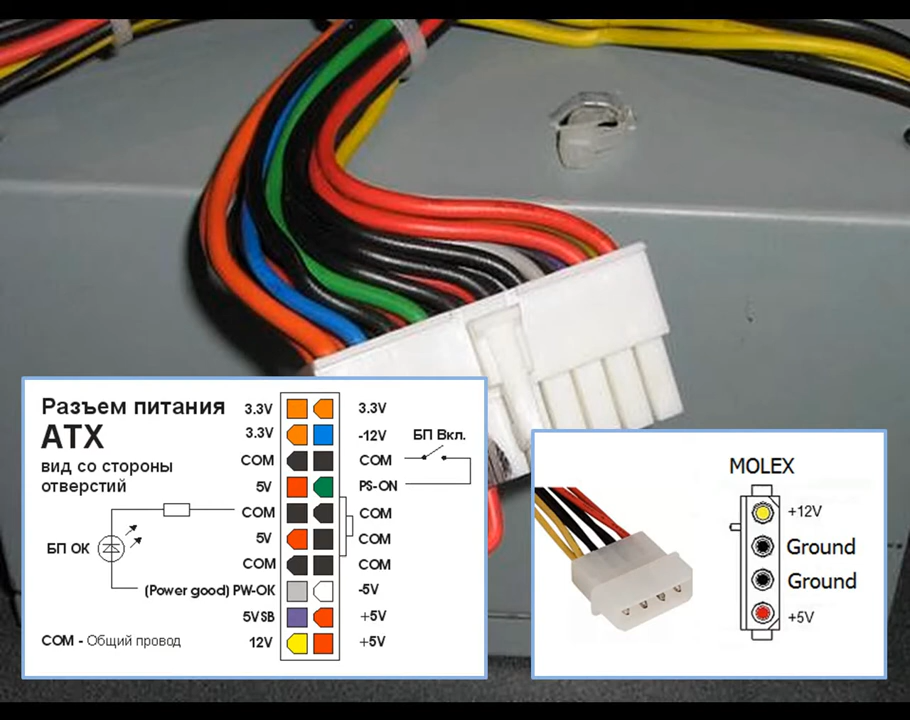 Разъем питания
ATX
вид со стороны
отверстий
3.3V 3.3V
3.3V -12V
COM COM
5V PS-ON
COM COM
5V COM
COM COM
(Power good) PW-OK -5V
5VSB +5V
12V +5V
БП Вкл.
БП ОК
COM - Общий провод
MOLEX
+12V
Ground
Ground
+5V